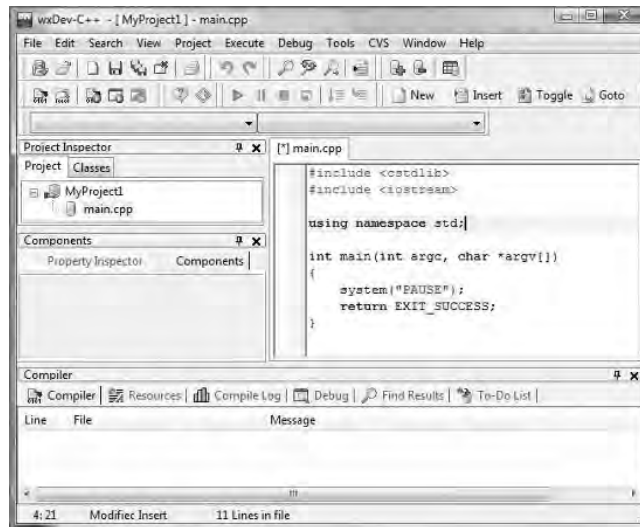 wxDev-C++ - [ MyProject1 ] - main.cpp
File Edit Search View Project Execute Debug Tools CVS Window Help
New Insert Toggle Goto
Project Inspector
Project Classes
MyProject1
main.cpp
Components
Property Inspector Components
[*] main.cpp
#include <cstdlib>
#include <iostream>
using namespace std;
int main(int argc, char *argv[])
{
system("PAUSE");
return EXIT_SUCCESS;
}
Compiler
Compiler Resources Compile Log Debug Find Results To-Do List
Line File Message
4: 21 Modified Insert 11 Lines in file